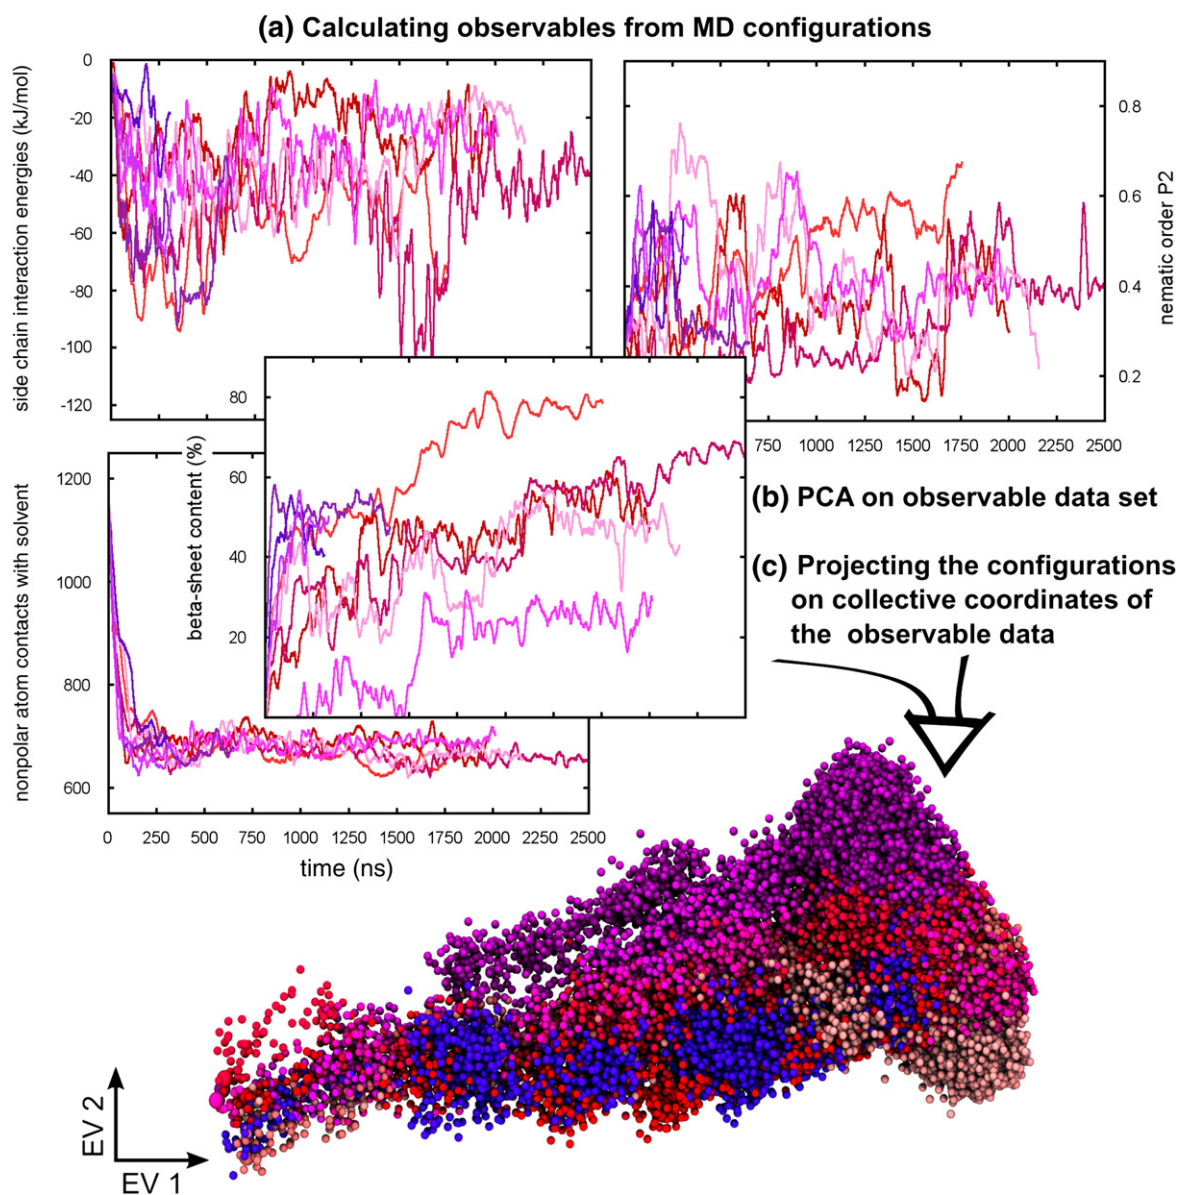 (a) Calculating observables from MD configurations
side chain interaction energies (kJ/mol)
0
-20
-40
-60
-80
-100
-120
nematic order P2
0.8
0.6
0.4
0.2
750 1000 1250 1500 1750 2000 2250 2500
beta-sheet content (%)
80
60
40
20
nonpolar atom contacts with solvent
1200
1000
800
600
0 250 500 750 1000 1250 1500 1750 2000 2250 2500
time (ns)
(b) PCA on observable data set
(c) Projecting the configurations
on collective coordinates of
the observable data
EV 2
EV 1